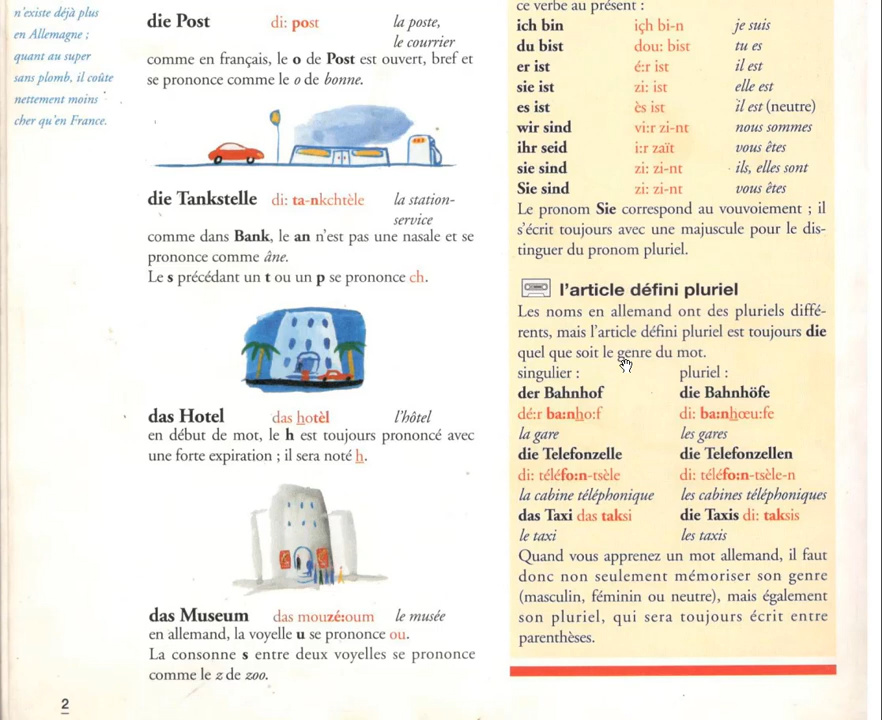 n'existe déjà plus
en Allemagne ;
quant au super
sans plomb, il coûte
nettement moins
cher qu'en France.
die Post di: post la poste,
le courrier
comme en français, le o de Post est ouvert, bref et
se prononce comme le o de bonne.
die Tankstelle di: ta-nkchtèle la station-
service
comme dans Bank, le an n'est pas une nasale et se
prononce comme âne.
Le s précédant un t ou un p se prononce ch.
das Hotel das hotèl l'hôtel
en début de mot, le h est toujours prononcé avec
une forte expiration ; il sera noté h.
das Museum das mouzé:oum le musée
en allemand, la voyelle u se prononce ou.
La consonne s entre deux voyelles se prononce
comme le z de zoo.
2
ce verbe au présent :
ich bin içh bi-n je suis
du bist dou: bist tu es
er ist é:r ist il est
sie ist zi: ist elle est
es ist ès ist il est (neutre)
wir sind vi:r zi-nt nous sommes
ihr seid i:r zaït vous êtes
sie sind zi: zi-nt ils, elles sont
Sie sind zi: zi-nt vous êtes
Le pronom Sie correspond au vouvoiement ; il
s'écrit toujours avec une majuscule pour le dis-
tinguer du pronom pluriel.
l'article défini pluriel
Les noms en allemand ont des pluriels diffé-
rents, mais l'article défini pluriel est toujours die
quel que soit le genre du mot.
singulier : pluriel :
der Bahnhof die Bahnhöfe
dé:r ba:nho:f di: ba:nhœu:fe
la gare les gares
die Telefonzelle die Telefonzellen
di: téléfo:n-tsèle di: téléfo:n-tsèle-n
la cabine téléphonique les cabines téléphoniques
das Taxi das taksi die Taxis di: taksis
le taxi les taxis
Quand vous apprenez un mot allemand, il faut
donc non seulement mémoriser son genre
(masculin, féminin ou neutre), mais également
son pluriel, qui sera toujours écrit entre
parenthèses.